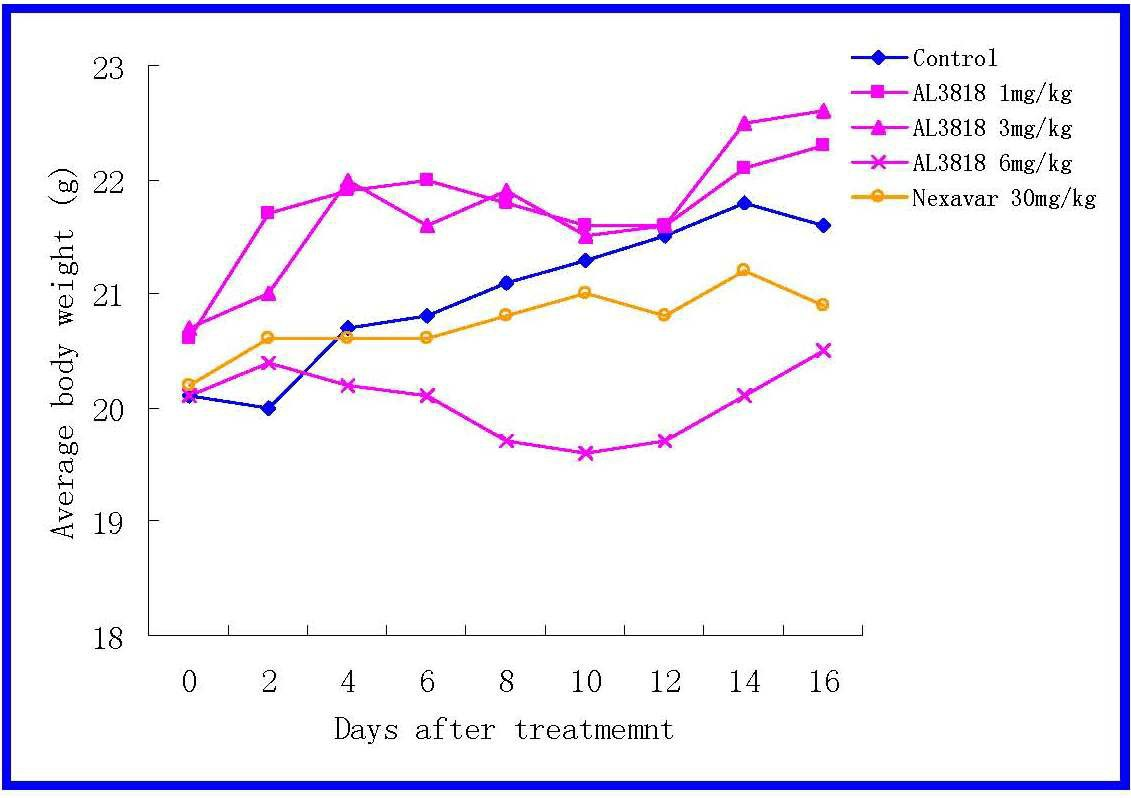 Control
AL3818 1mg/kg
AL3818 3mg/kg
AL3818 6mg/kg
Nexavar 30mg/kg
Average body weight (g)
23
22
21
20
19
18
0 2 4 6 8 10 12 14 16
Days after treatmemnt